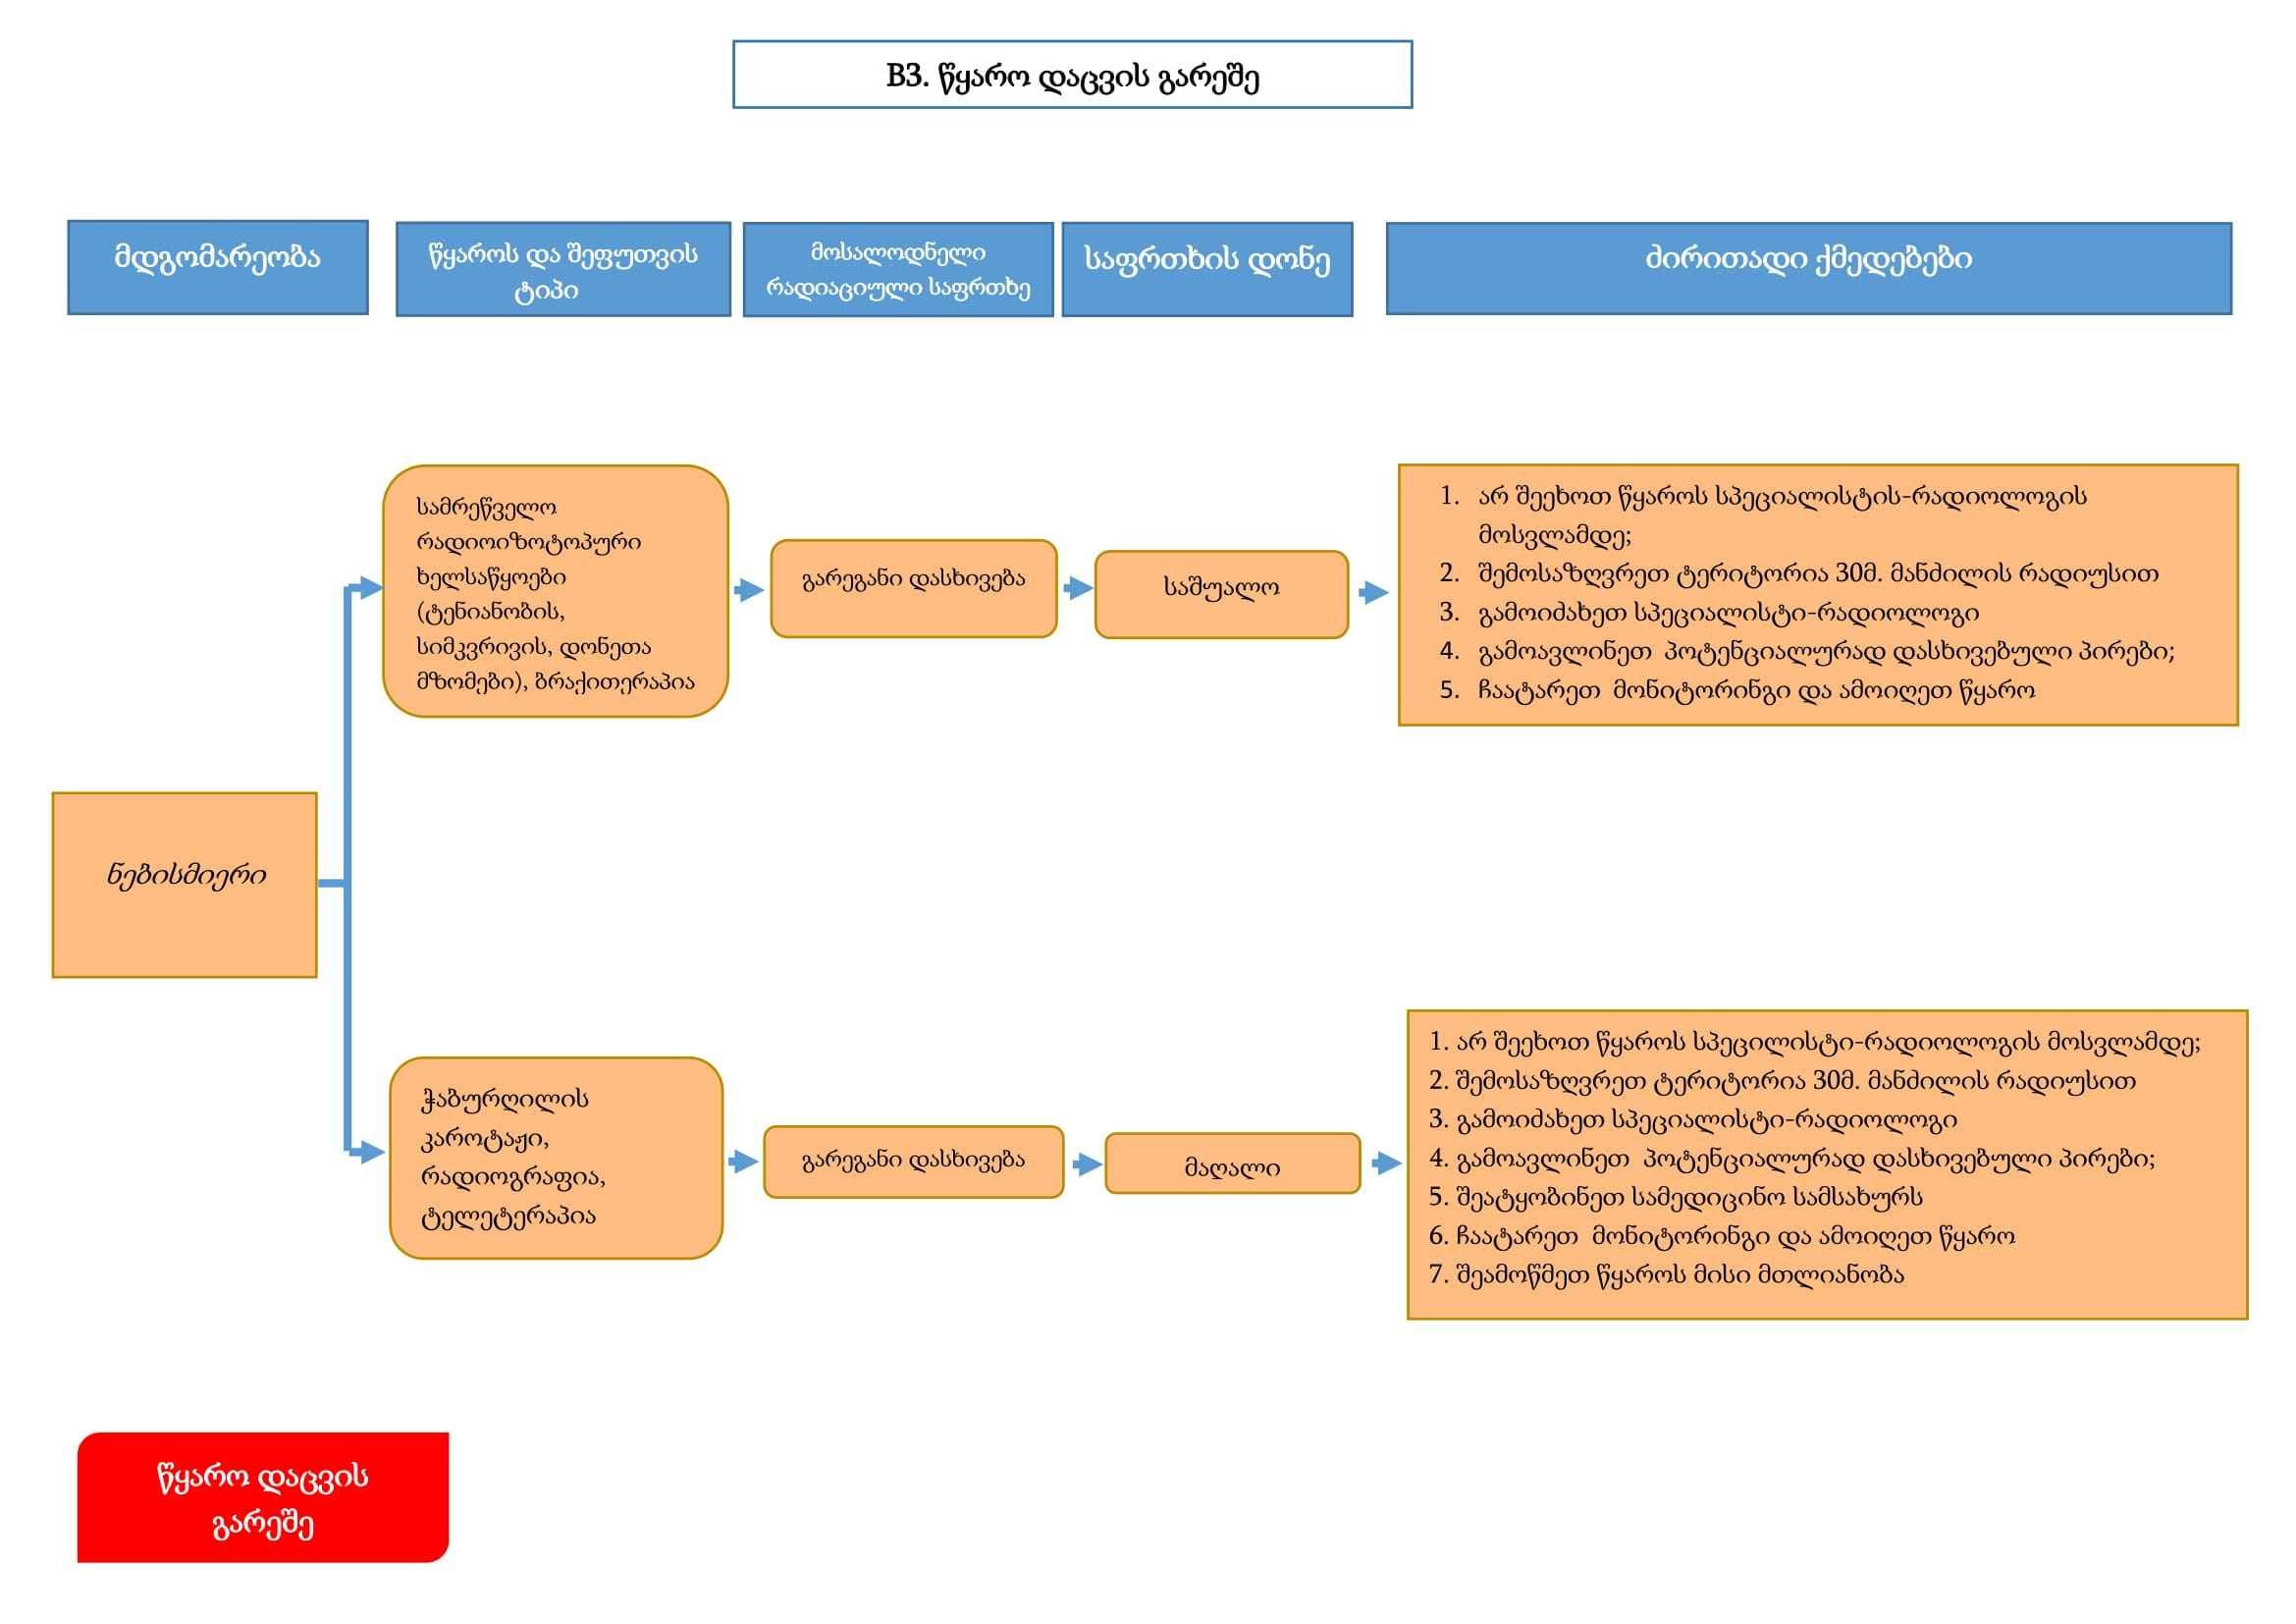 B3. წყარო დაცვის გარეშე
მდგომარეობა
წყაროს და შეფუთვის
ტიპი
მოსალოდნელი
რადიაციული საფრთხე
საფრთხის დონე
ძირითადი ქმედებები
სამრეწველო
რადიოიზოტოპური
ხელსაწყოები
(ტენიანობის,
სიმკვრივის, დონეთა
მზომები), ბრაქითერაპია
გარეგანი დასხივება
საშუალო
1. არ შეეხოთ წყაროს სპეციალისტის-რადიოლოგის
მოსვლამდე;
2. შემოსაზღვრეთ ტერიტორია 30მ. მანძილის რადიუსით
3. გამოიძახეთ სპეციალისტი-რადიოლოგი
4. გამოავლინეთ პოტენციალურად დასხივებული პირები;
5. ჩაატარეთ მონიტორინგი და ამოიღეთ წყარო
ნებისმიერი
ჭაბურღილის
კაროტაჟი,
რადიოგრაფია,
ტელეტერაპია
გარეგანი დასხივება
მაღალი
1. არ შეეხოთ წყაროს სპეცილისტი-რადიოლოგის მოსვლამდე;
2. შემოსაზღვრეთ ტერიტორია 30მ. მანძილის რადიუსით
3. გამოიძახეთ სპეციალისტი-რადიოლოგი
4. გამოავლინეთ პოტენციალურად დასხივებული პირები;
5. შეატყობინეთ სამედიცინო სამსახურს
6. ჩაატარეთ მონიტორინგი და ამოიღეთ წყარო
7. შეამოწმეთ წყაროს მისი მთლიანობა
წყარო დაცვის
გარეშე